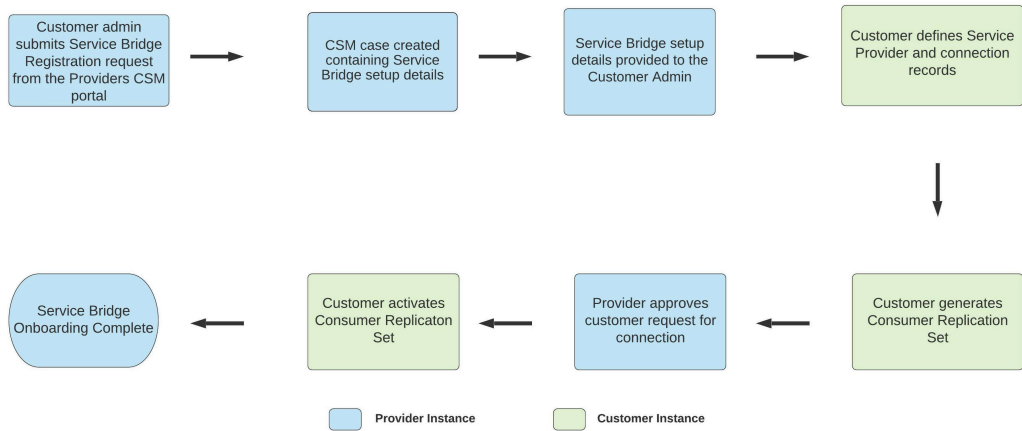 Customer admin
submits Service Bridge
Registration request
from the Providers CSM
portal
CSM case created
containing Service
Bridge setup details
Service Bridge setup
details provided to the
Customer Admin
Customer defines Service
Provider and connection
records
Customer generates
Consumer Replication
Set
Provider approves
customer request for
connection
Customer activates
Consumer Replicaton
Set
Service Bridge
Onboarding Complete
Provider Instance
Customer Instance